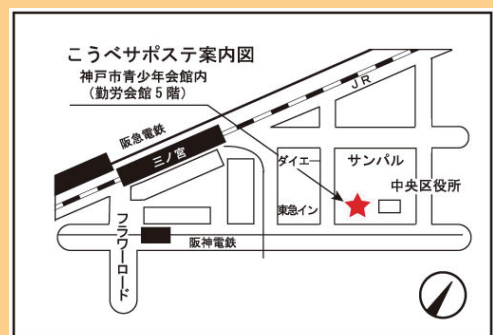 こうべサポステ案内図
神戸市青少年会館内
（勤労会館５階）
JR
阪急電鉄
三ノ宮
ダイエー
サンパル
中央区役所
東急イン
フラワーロード
阪神電鉄